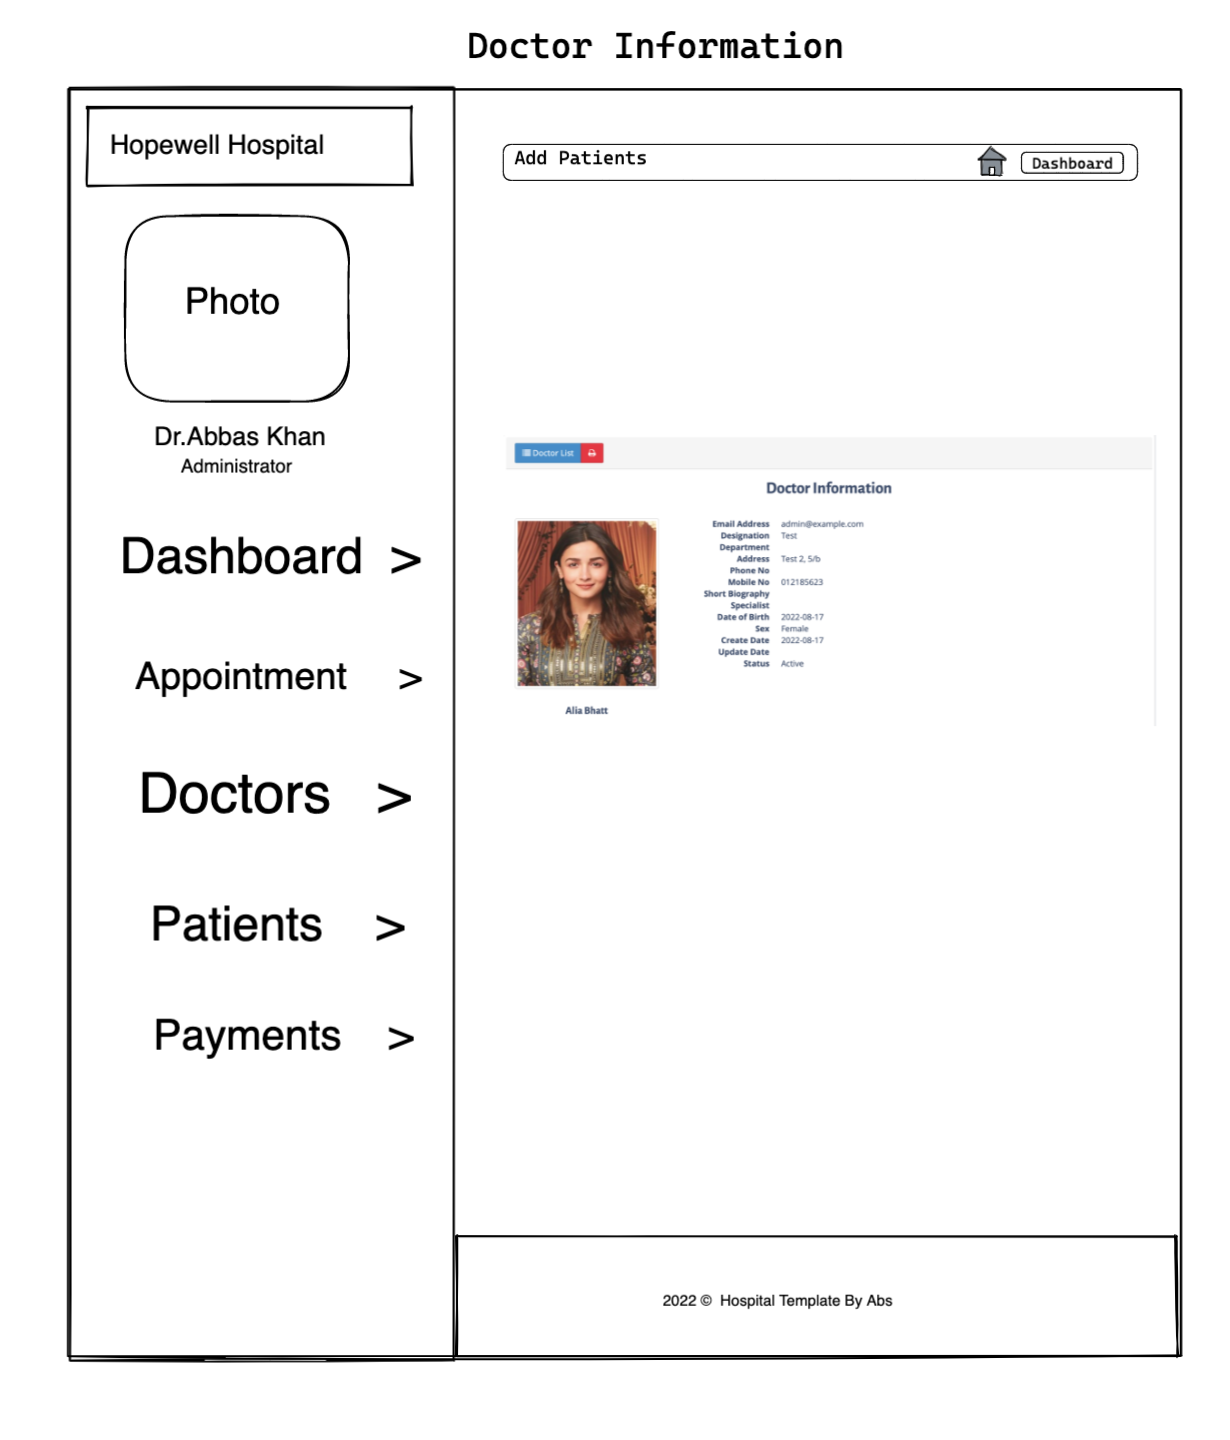 Doctor Information
Hopewell Hospital
Photo
Dr.Abbas Khan
Administrator
Dashboard >
Appointment >
Doctors >
Patients >
Payments >
Add Patients
Dashboard
Doctor List
Doctor Information
Email Address admin@example.com
Designation Test
Department
Address Test 2, 5/b
Phone No
Mobile No 012185623
Short Biography
Specialist
Date of Birth 2022-08-17
Sex Female
Create Date 2022-08-17
Update Date
Status Active
Alia Bhatt
2022 © Hospital Template By Abs